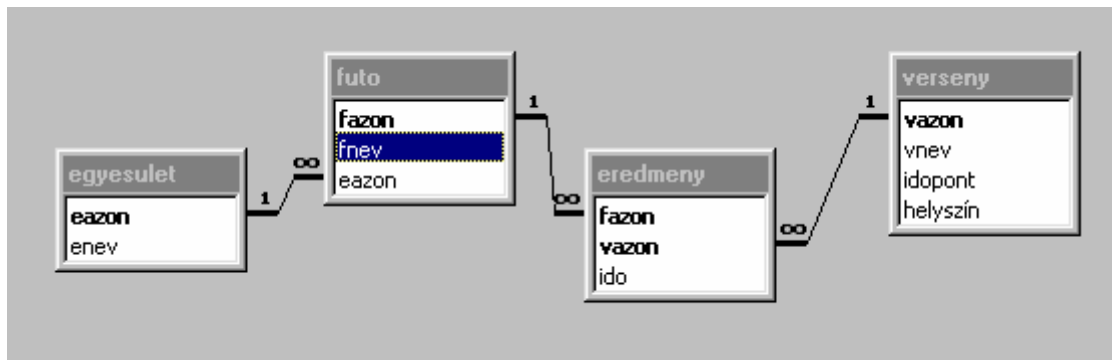 egyesulet
eazon
enev
1
∞
futo
fazon
fnev
eazon
1
∞
eredmeny
fazon
vazon
ido
∞
1
verseny
vazon
vnev
idopont
helyszín